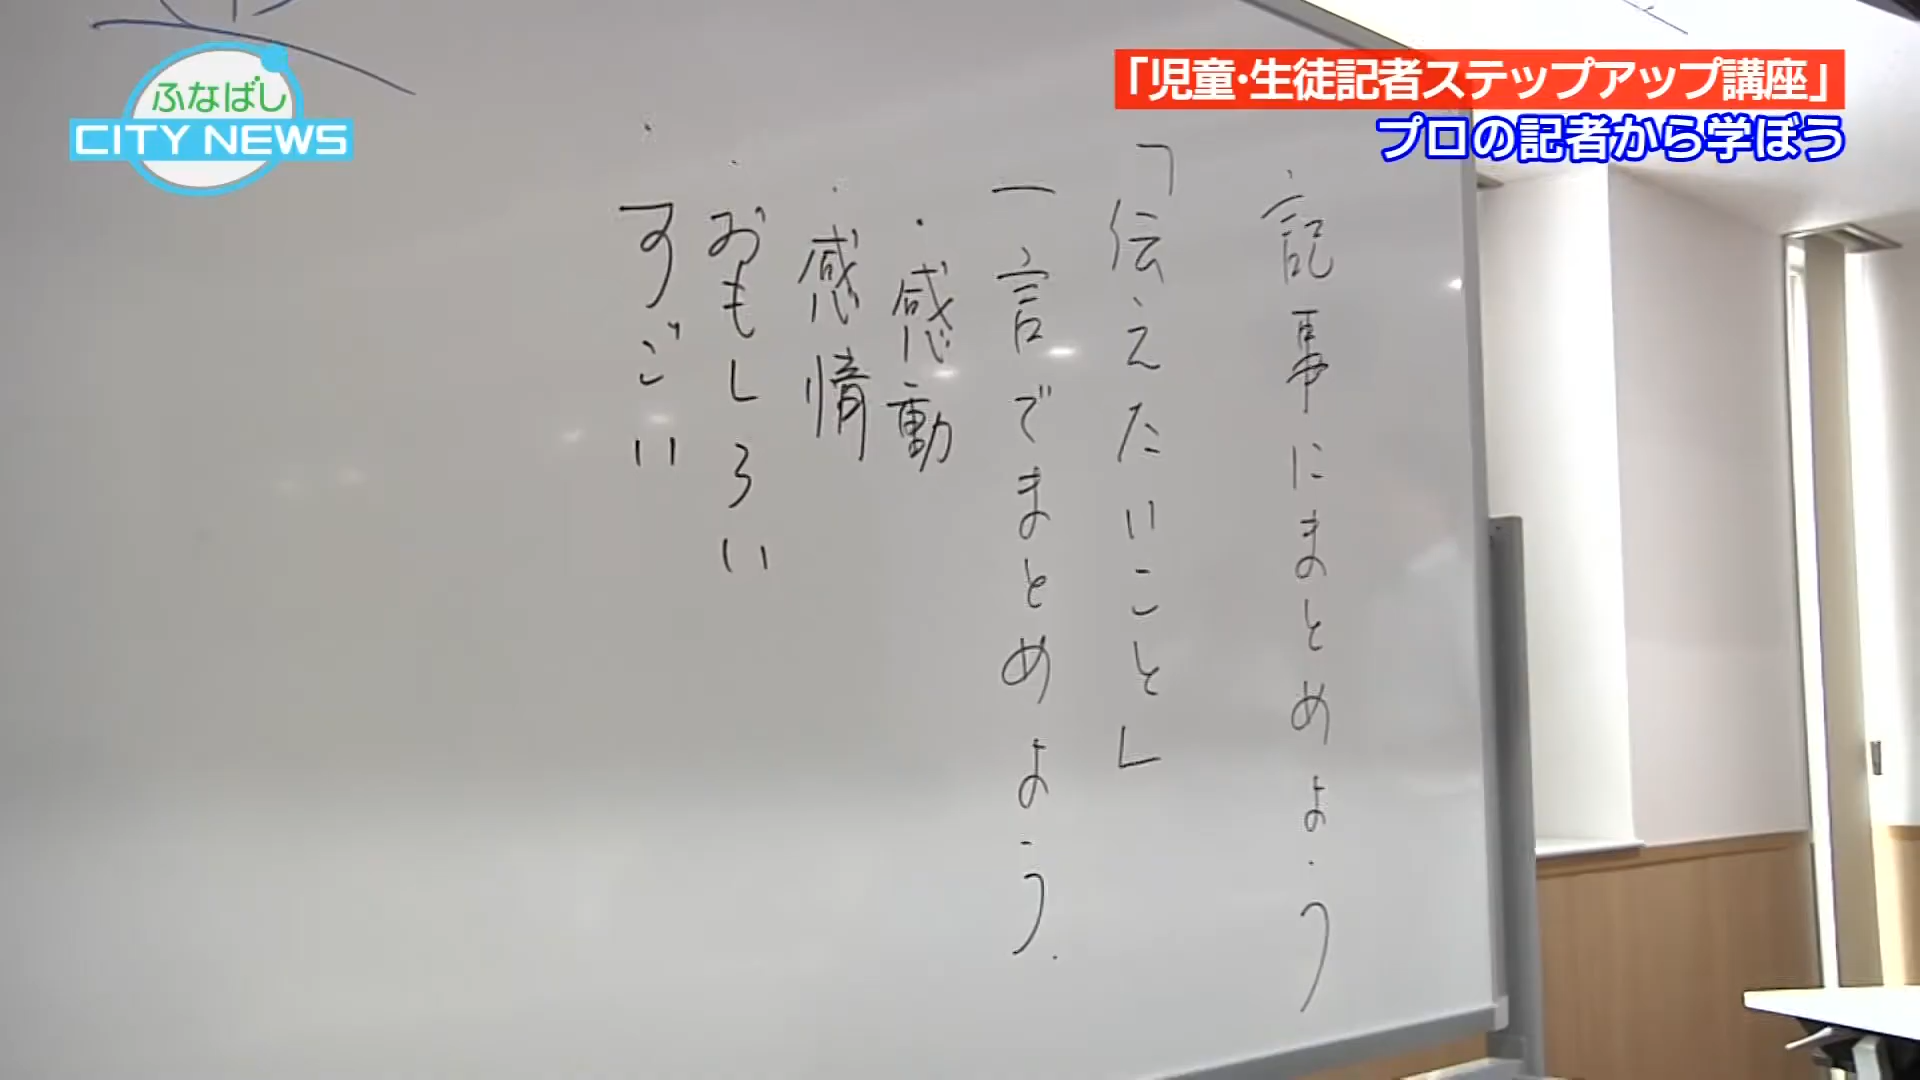 ふなばし
CITY NEWS
「児童・生徒記者ステップアップ講座」
プロの記者から学ぼう
記事にまとめよう
「伝えたいこと」
一言でまとめよう.
・感動
・感情
・おもしろい
・すごい